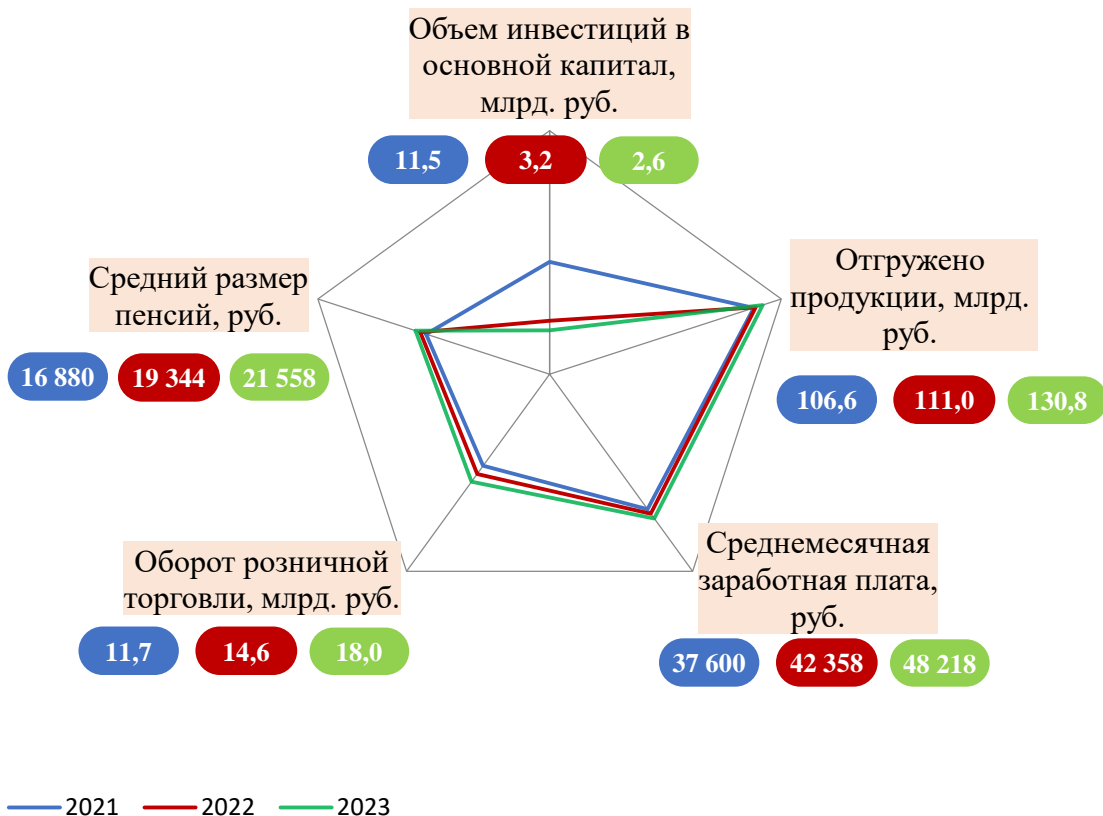 Объем инвестиций в
основной капитал,
млрд. руб.
11,5 3,2 2,6
Отгружено
продукции, млрд.
руб.
106,6 111,0 130,8
Средний размер
пенсий, руб.
16 880 19 344 21 558
Среднемесячная
заработная плата,
руб.
37 600 42 358 48 218
Оборот розничной
торговли, млрд. руб.
11,7 14,6 18,0
2021 2022 2023